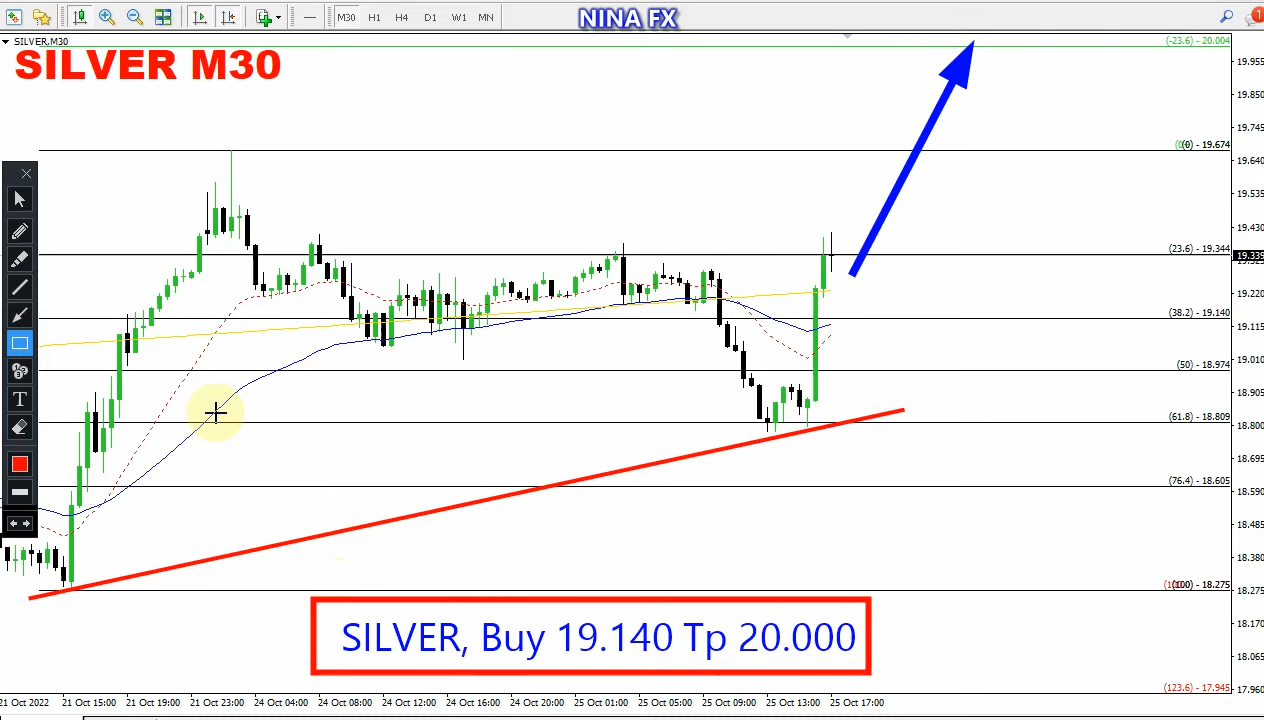 M30 H1 H4 D1 W1 MN
NINA FX
1
SILVER,M30
SILVER M30
(-23.6) - 20.004
19.955
19.850
19.745
- 19.674
19.640
19.535
19.430
(23.6) - 19.344
19.339
19.220
(38.2) - 19.140
19.115
19.010
(50) - 18.974
18.905
(61.8) - 18.809
18.800
18.695
(76.4) - 18.605
18.590
18.485
18.380
(100) - 18.275
18.275
18.170
18.065
(123.6) - 17.945
17.960
T
SILVER, Buy 19.140 Tp 20.000
21 Oct 2022 21 Oct 15:00 21 Oct 19:00 21 Oct 23:00 24 Oct 04:00 24 Oct 08:00 24 Oct 12:00 24 Oct 16:00 24 Oct 20:00 25 Oct 01:00 25 Oct 05:00 25 Oct 09:00 25 Oct 13:00 25 Oct 17:00